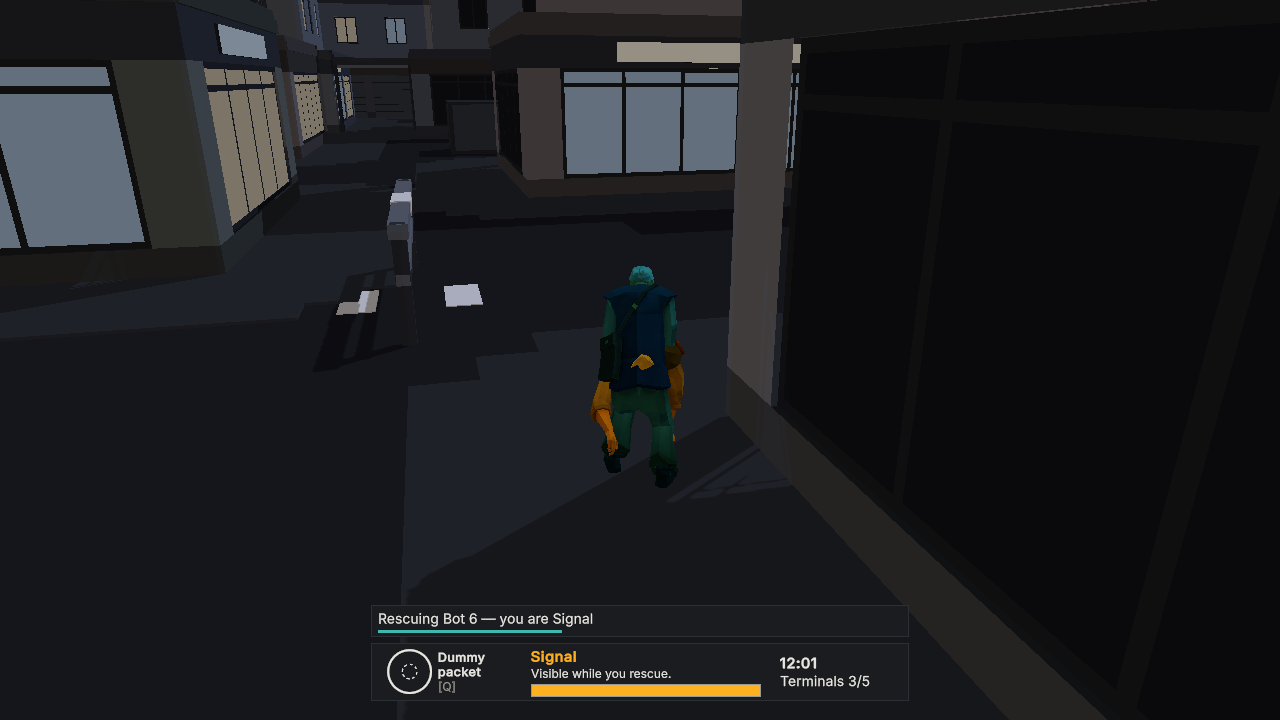 Rescuing Bot 6 — you are Signal
Dummy packet
[Q]
Signal
Visible while you rescue.
12:01
Terminals 3/5